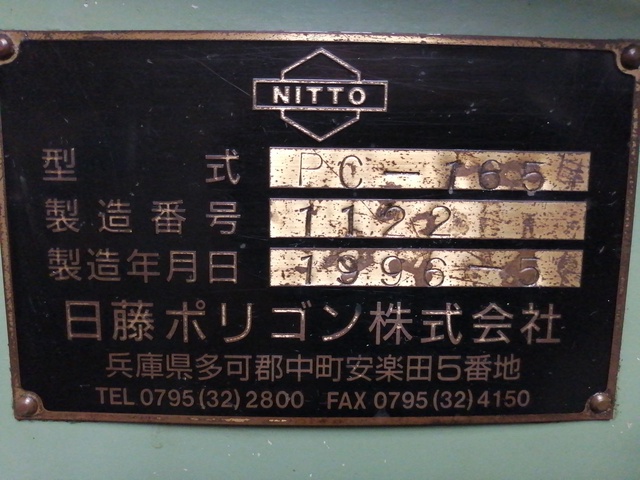 NITTO
型式 PC-165
製造番号 1122
製造年月日 1996-5
日藤ポリゴン株式会社
兵庫県多可郡中町安楽田5番地
TEL 0795(32)2800 FAX 0795(32)4150